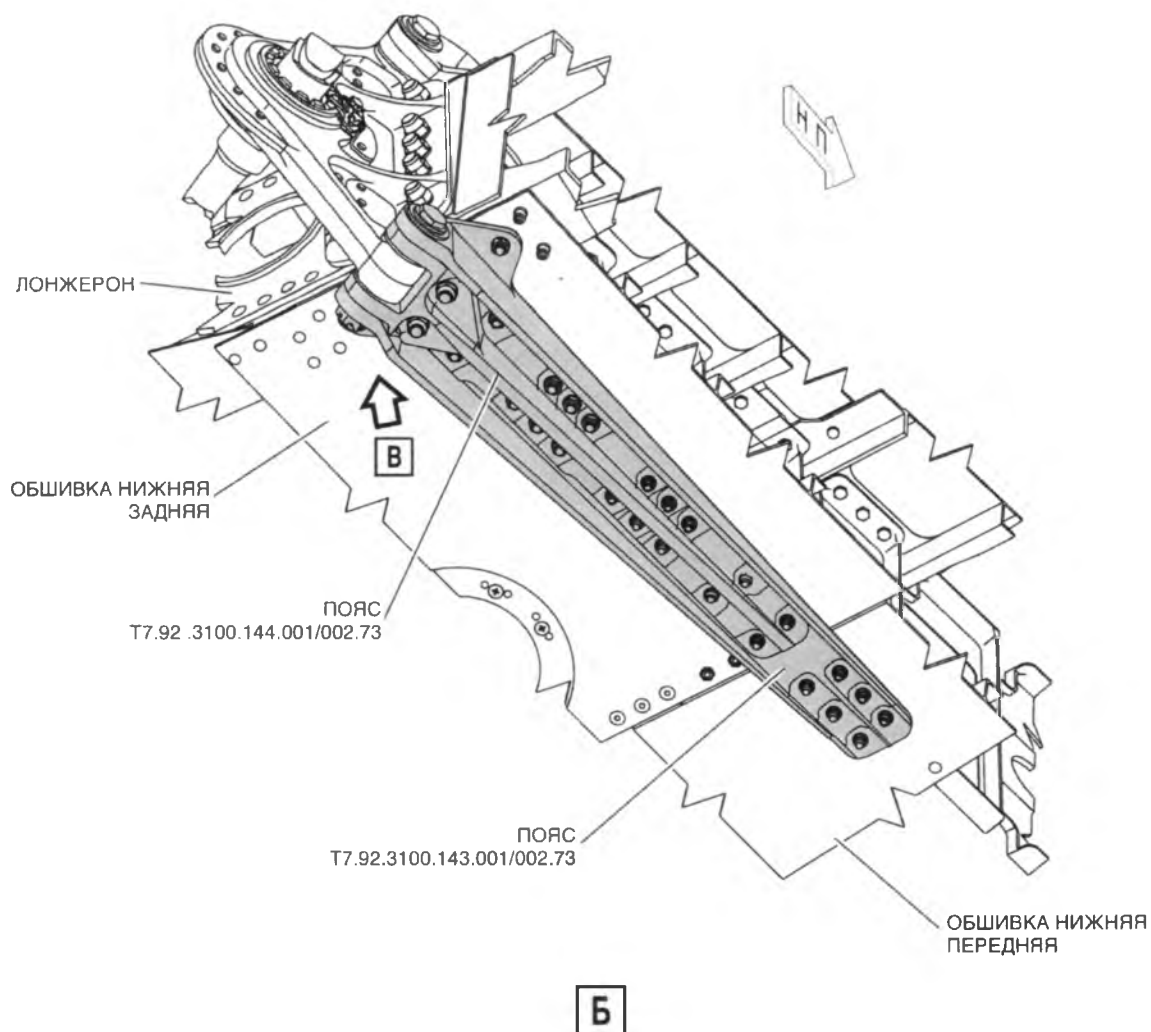 НП
ЛОНЖЕРОН
В
ОБШИВКА НИЖНЯЯ
ЗАДНЯЯ
ПОЯС
Т7.92 .3100.144.001/002.73
ПОЯС
Т7.92.3100.143.001/002.73
ОБШИВКА НИЖНЯЯ
ПЕРЕДНЯЯ
Б